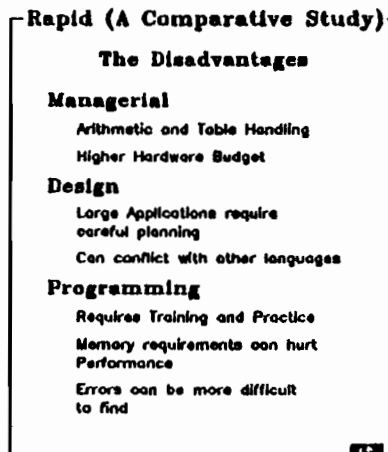 Rapid (A Comparative Study)
The Disadvantages
Managerial
Arithmetic and Table Handling
Higher Hardware Budget
Design
Large Applications require
careful planning
Can conflict with other languages
Programming
Requires Training and Practice
Memory requirements can hurt
Performance
Errors can be more difficult
to find